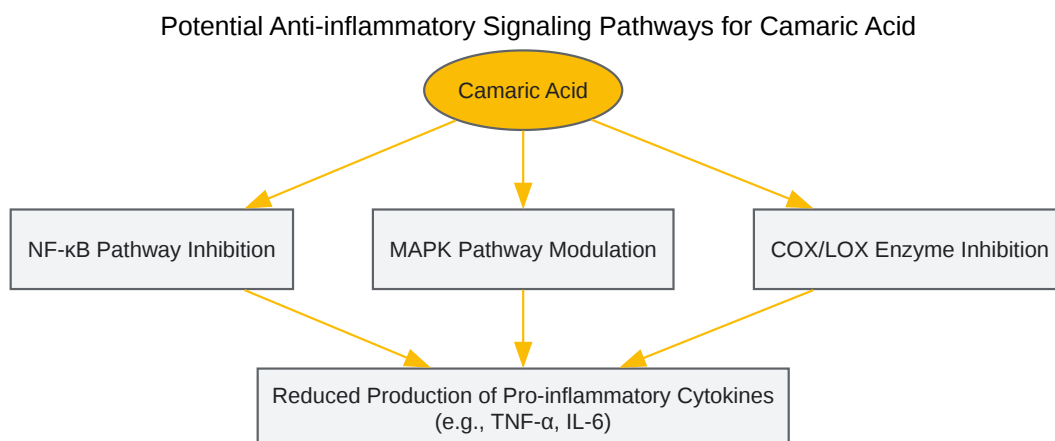 Potential Anti-inflammatory Signaling Pathways for Camaric Acid
Camaric Acid
NF-κB Pathway Inhibition
MAPK Pathway Modulation
COX/LOX Enzyme Inhibition
Reduced Production of Pro-inflammatory Cytokines
(e.g., TNF-α, IL-6)